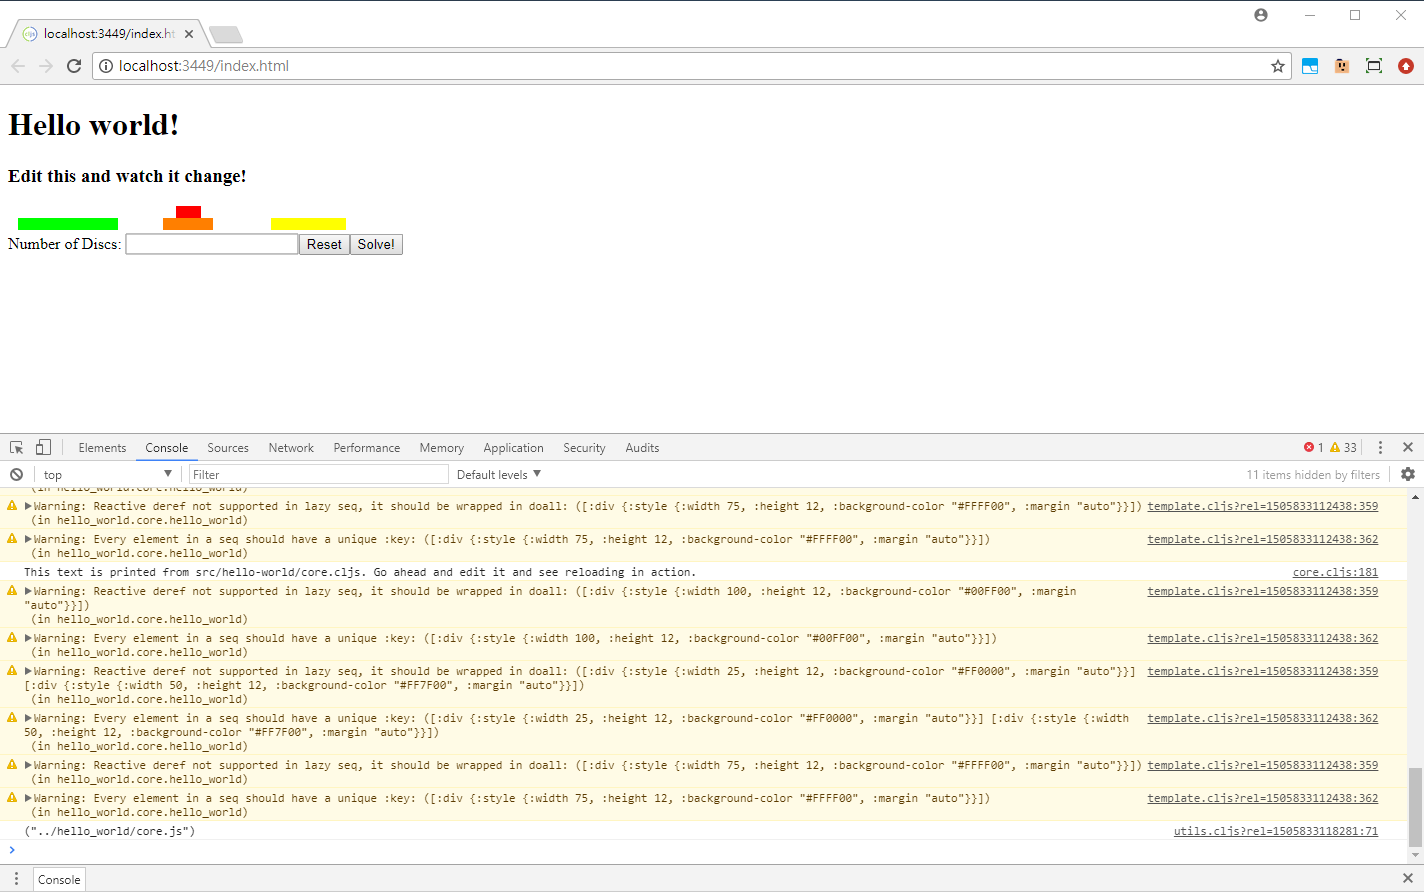 localhost:3449/index.ht
localhost:3449/index.html
Hello world!
Edit this and watch it change!
Number of Discs:
Reset
Solve!
Elements Console Sources Network Performance Memory Application Security Audits
1 33
top Filter Default levels 11 items hidden by filters
(in hello_world.core.hello_world)
Warning: Reactive deref not supported in lazy seq, it should be wrapped in doall: ([:div {:style {:width 75, :height 12, :background-color "#FFFF00", :margin "auto"}}]) template.cljs?rel=1505833112438:359
(in hello_world.core.hello_world)
Warning: Every element in a seq should have a unique :key: ([:div {:style {:width 75, :height 12, :background-color "#FFFF00", :margin "auto"}}]) template.cljs?rel=1505833112438:362
(in hello_world.core.hello_world)
This text is printed from src/hello-world/core.cljs. Go ahead and edit it and see reloading in action. core.cljs:181
Warning: Reactive deref not supported in lazy seq, it should be wrapped in doall: ([:div {:style {:width 100, :height 12, :background-color "#00FF00", :margin template.cljs?rel=1505833112438:359
"auto"}}])
(in hello_world.core.hello_world)
Warning: Every element in a seq should have a unique :key: ([:div {:style {:width 100, :height 12, :background-color "#00FF00", :margin "auto"}}]) template.cljs?rel=1505833112438:362
(in hello_world.core.hello_world)
Warning: Reactive deref not supported in lazy seq, it should be wrapped in doall: ([:div {:style {:width 25, :height 12, :background-color "#FF0000", :margin "auto"}}] template.cljs?rel=1505833112438:359
[:div {:style {:width 50, :height 12, :background-color "#FF7F00", :margin "auto"}}])
(in hello_world.core.hello_world)
Warning: Every element in a seq should have a unique :key: ([:div {:style {:width 25, :height 12, :background-color "#FF0000", :margin "auto"}}] [:div {:style {:width template.cljs?rel=1505833112438:362
50, :height 12, :background-color "#FF7F00", :margin "auto"}}])
(in hello_world.core.hello_world)
Warning: Reactive deref not supported in lazy seq, it should be wrapped in doall: ([:div {:style {:width 75, :height 12, :background-color "#FFFF00", :margin "auto"}}]) template.cljs?rel=1505833112438:359
(in hello_world.core.hello_world)
Warning: Every element in a seq should have a unique :key: ([:div {:style {:width 75, :height 12, :background-color "#FFFF00", :margin "auto"}}]) template.cljs?rel=1505833112438:362
(in hello_world.core.hello_world)
("../hello_world/core.js") utils.cljs?rel=1505833118281:71
Console